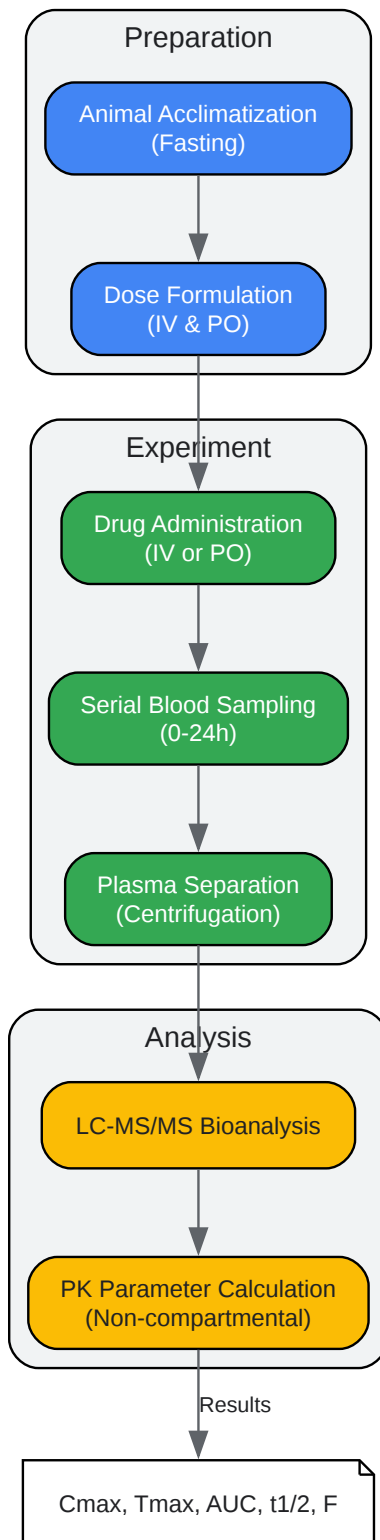 Preparation
Animal Acclimatization
(Fasting)
Dose Formulation
(IV & PO)
Experiment
Drug Administration
(IV or PO)
Serial Blood Sampling
(0-24h)
Plasma Separation
(Centrifugation)
Analysis
LC-MS/MS Bioanalysis
PK Parameter Calculation
(Non-compartmental)
Results
Cmax, Tmax, AUC, t1/2, F